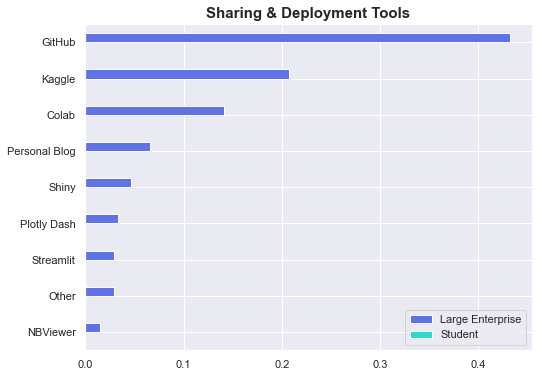 Sharing & Deployment Tools
GitHub
Kaggle
Colab
Personal Blog
Shiny
Plotly Dash
Streamlit
Other
NBViewer
Large Enterprise
Student
0.0 0.1 0.2 0.3 0.4